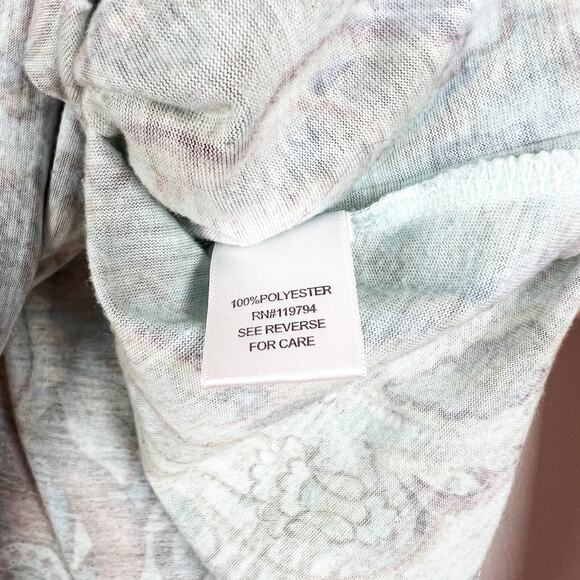 100%POLYESTER
RN#119794
SEE REVERSE
FOR CARE